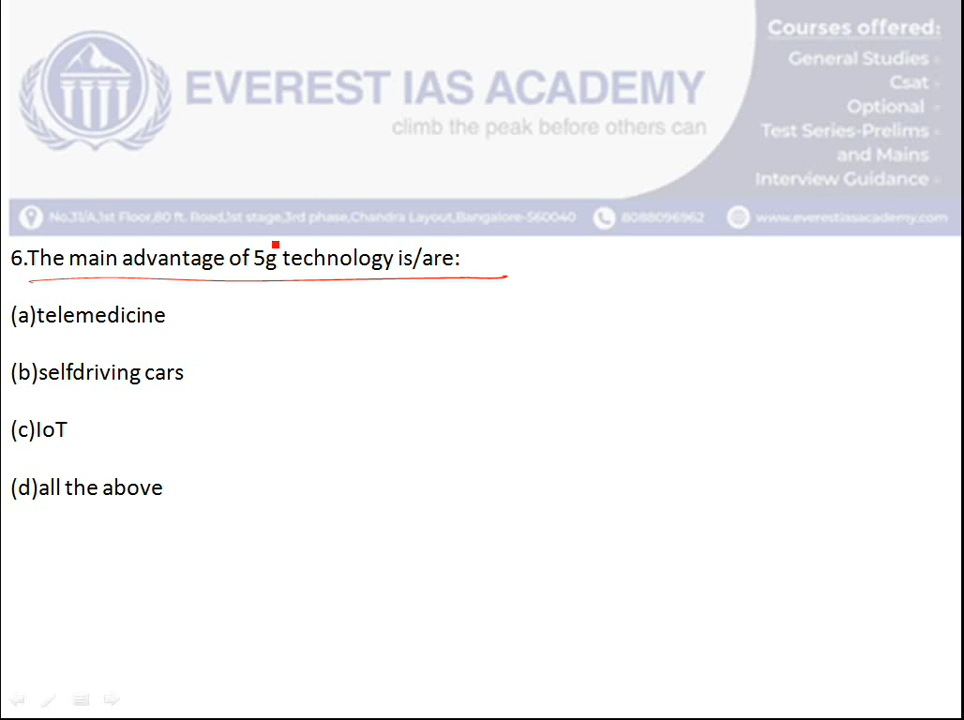 EVEREST IAS ACADEMY
climb the peak before others can
Courses offered:
General Studies
Csat
Optional
Test Series-Prelims
and Mains
Interview Guidance
No.31/A,1st Floor,80 ft. Road,1st stage,3rd phase,Chandra Layout,Bangalore-560040 8088096962 www.everestiasacademy.com
6.The main advantage of 5g technology is/are:
(a)telemedicine
(b)selfdriving cars
(c)IoT
(d)all the above